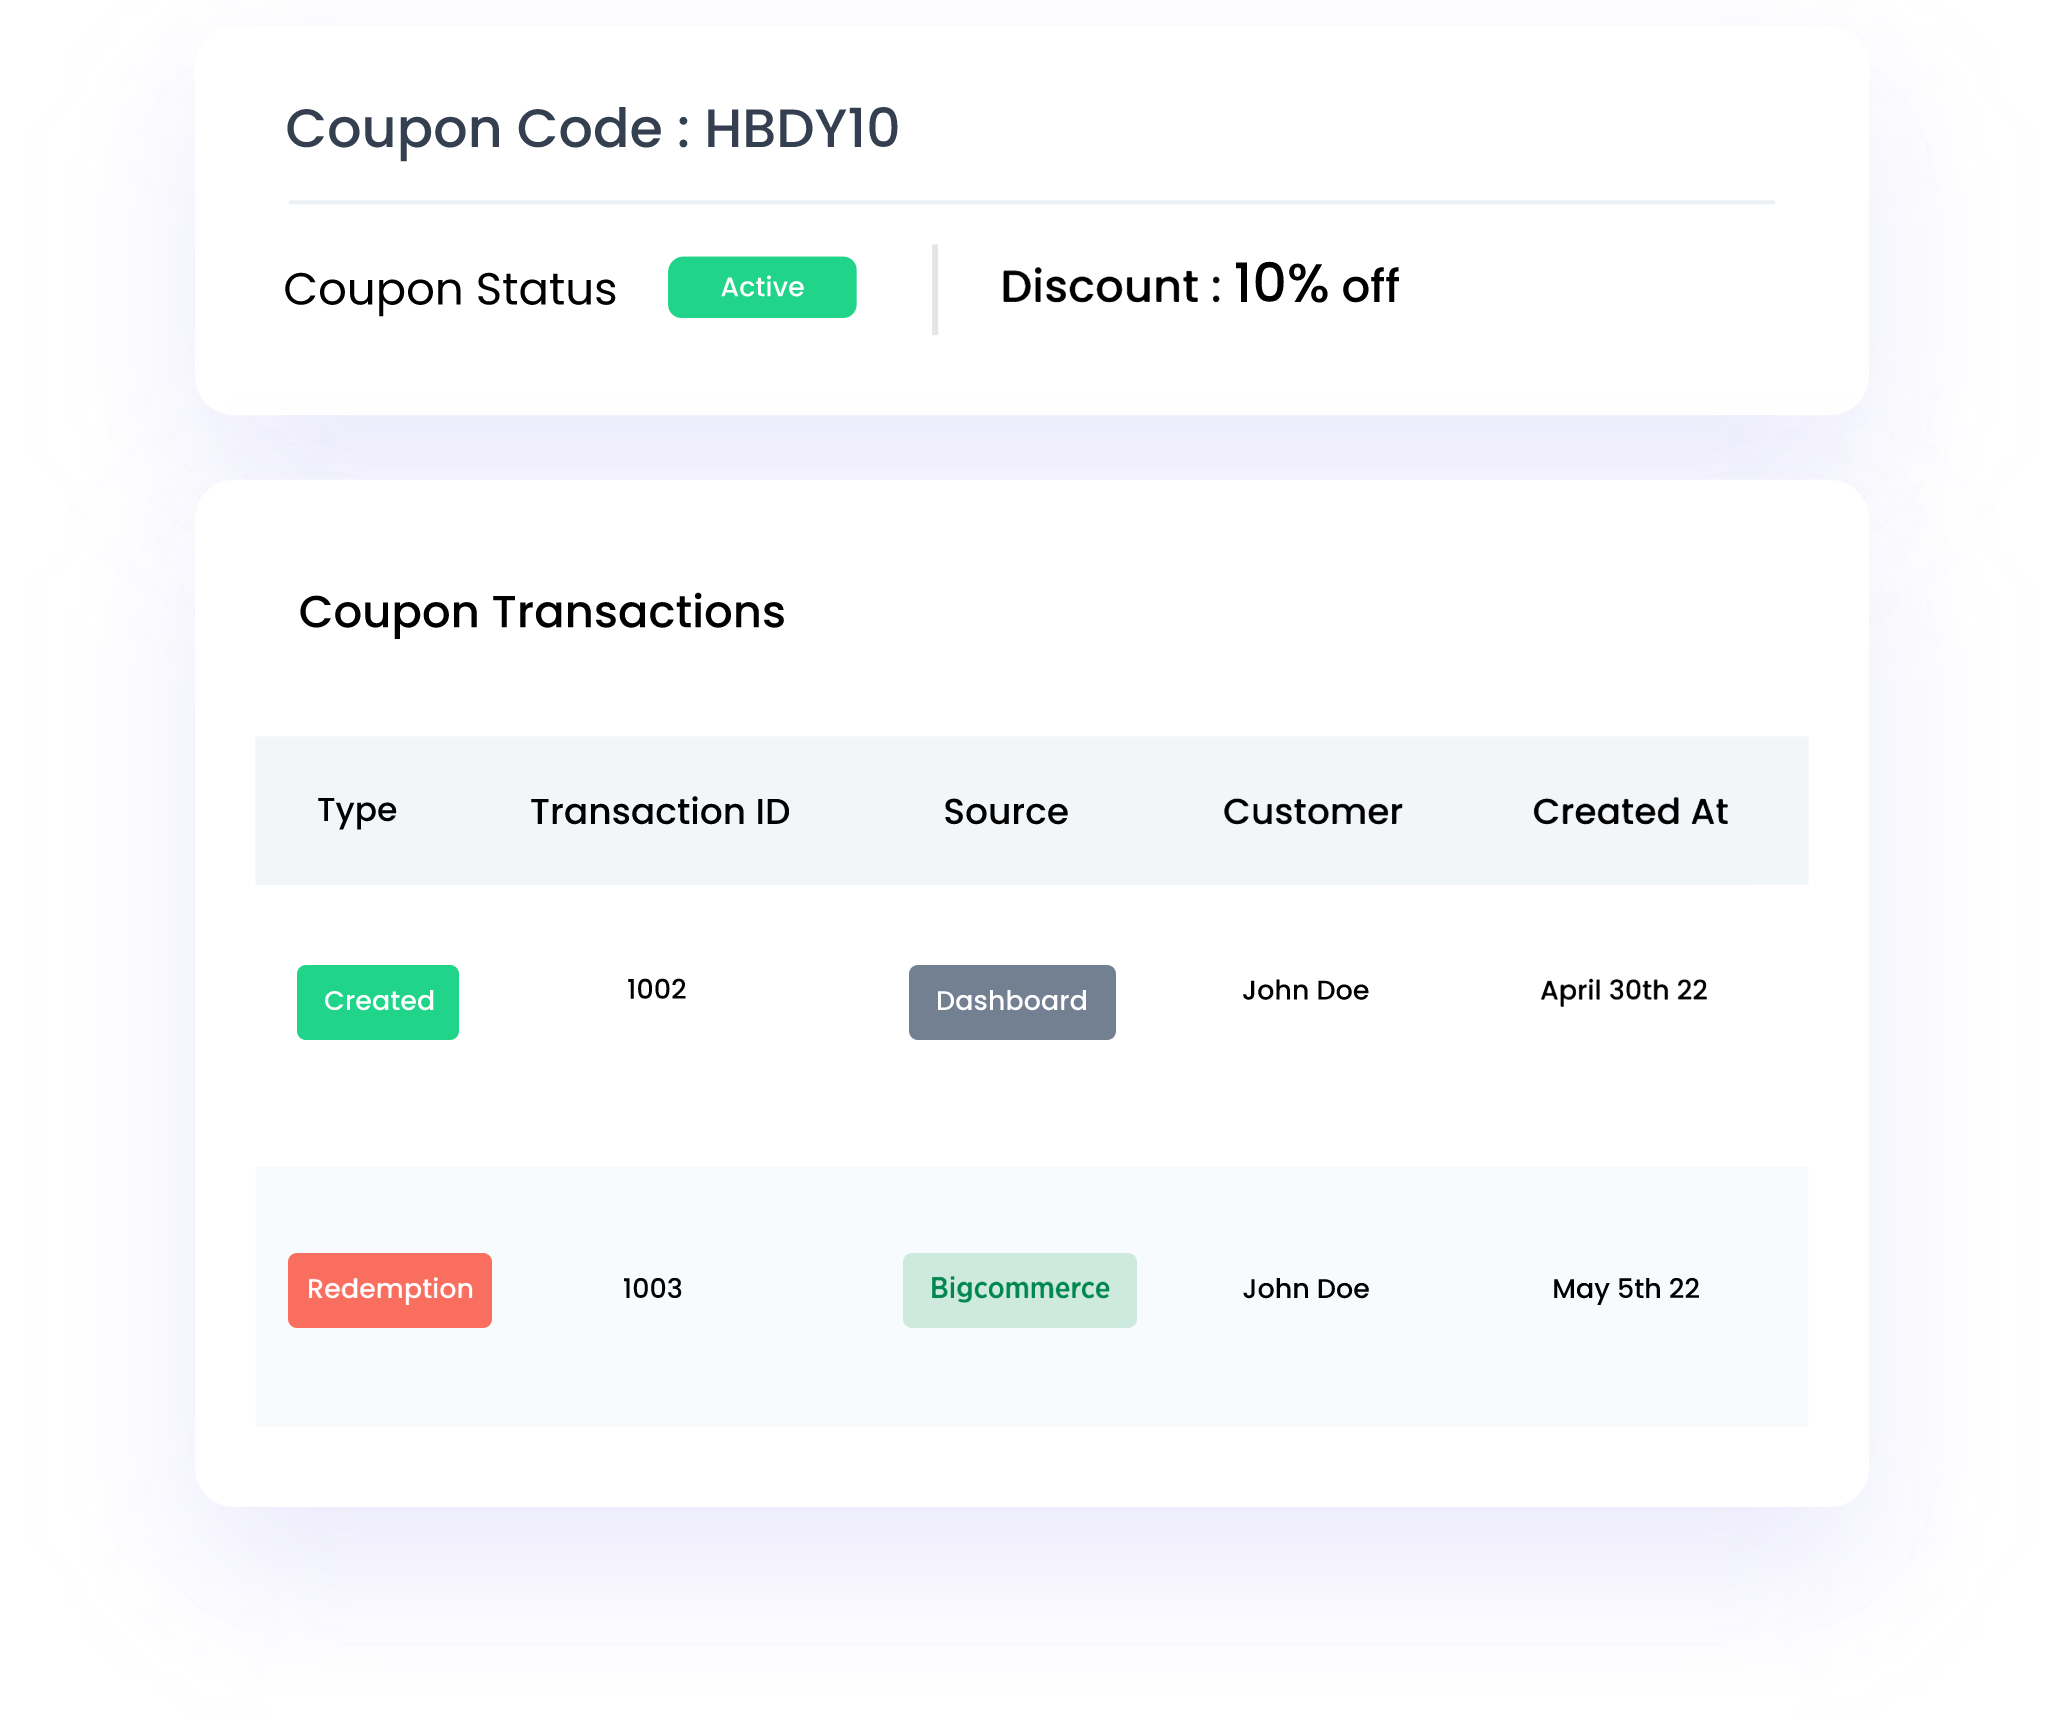 Coupon Code : HBDY10
Coupon Status Active Discount : 10% off
Coupon Transactions
Type Transaction ID Source Customer Created At
Created 1002 Dashboard John Doe April 30th 22
Redemption 1003 Bigcommerce John Doe May 5th 22